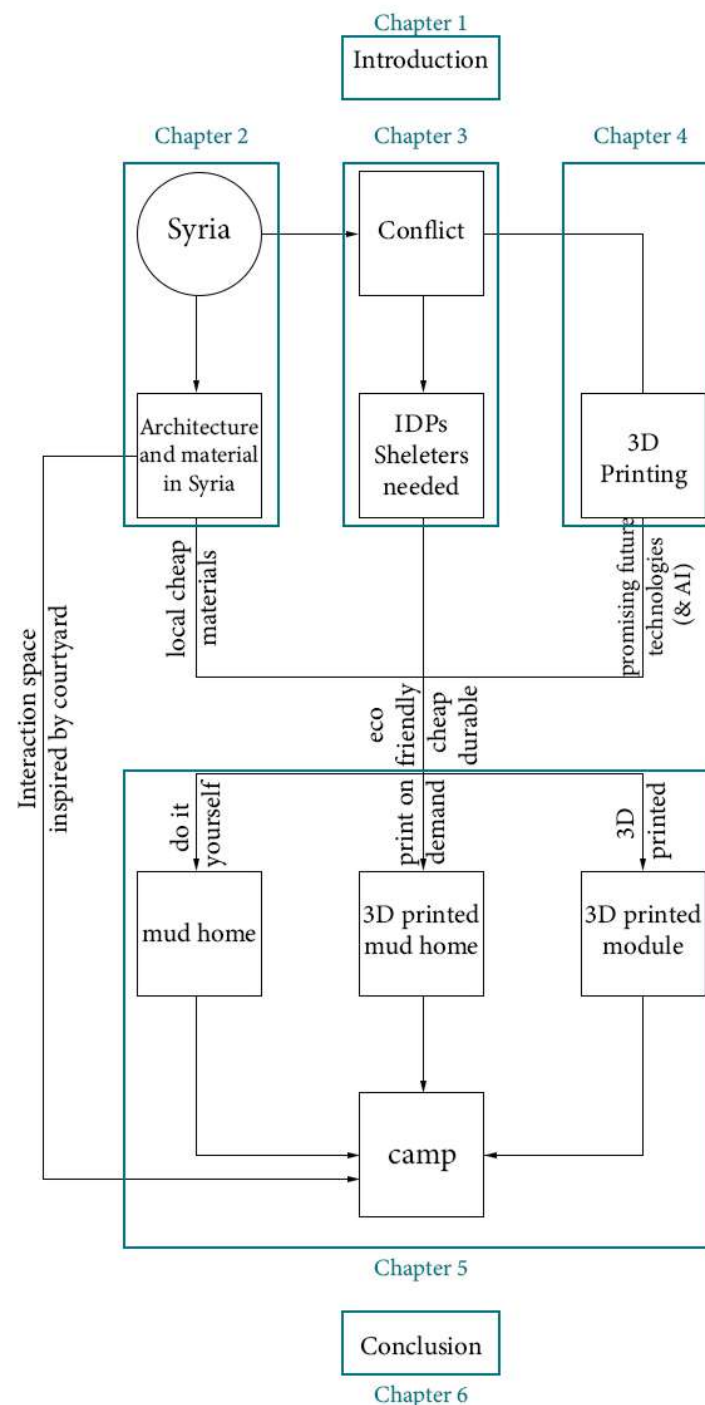 Chapter 1
Introduction
Chapter 2
Chapter 3
Chapter 4
Syria
Conflict
Architecture
and material
in Syria
IDPs
Sheleters
needed
3D
Printing
local cheap
materials
promising future
technologies
(& AI)
Interaction space
inspired by courtyard
eco
friendly
cheap
durable
do it
yourself
print on
demand
3D
printed
mud home
3D printed
mud home
3D printed
module
camp
Chapter 5
Conclusion
Chapter 6